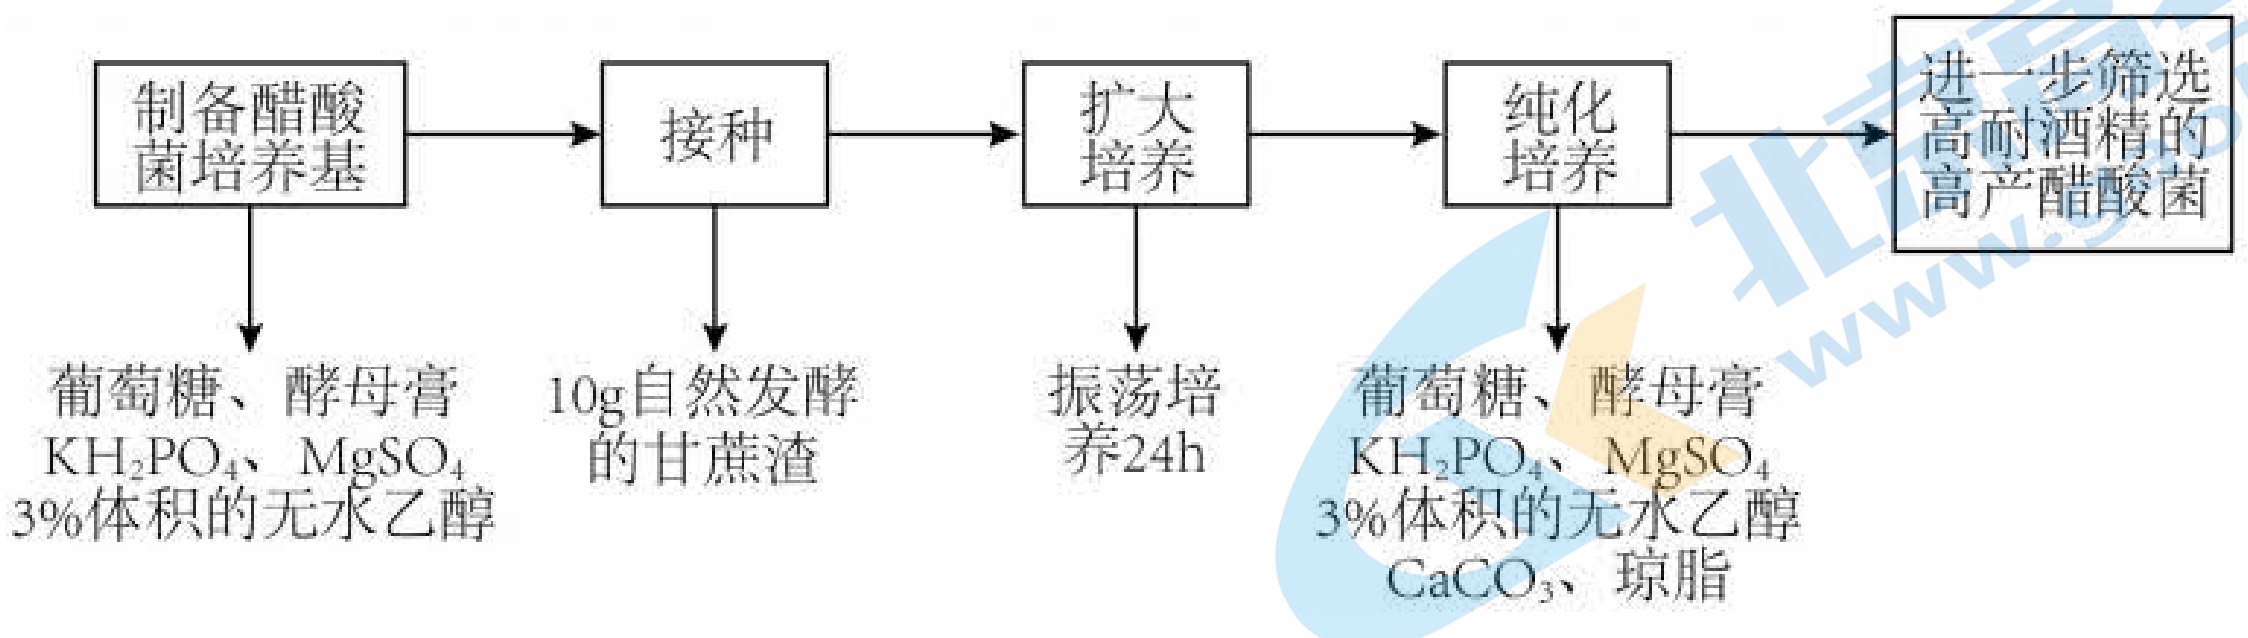 制备醋酸
菌培养基
接种
扩大
培养
纯化
培养
进一步筛选
高耐酒精的
高产醋酸菌
葡萄糖、酵母膏
KH₂PO₄、MgSO₄
3%体积的无水乙醇
10g自然发酵
的甘蔗渣
振荡培
养24h
葡萄糖、酵母膏
KH₂PO₄、MgSO₄
3%体积的无水乙醇
CaCO₃、琼脂
北京高
www.g